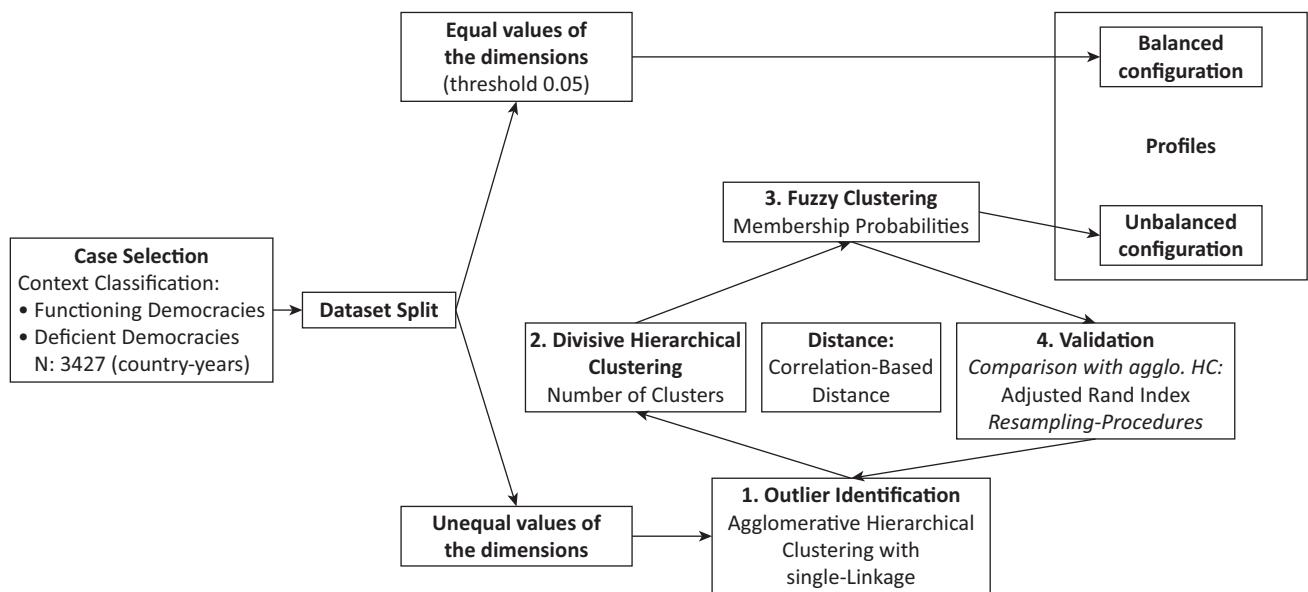 Equal values of
the dimensions
(threshold 0.05)
Balanced
configuration
Profiles
3. Fuzzy Clustering
Membership Probabilities
Unbalanced
configuration
Case Selection
Context Classification:
• Functioning Democracies
• Deficient Democracies
N: 3427 (country-years)
Dataset Split
2. Divisive Hierarchical
Clustering
Number of Clusters
Distance:
Correlation-Based
Distance
4. Validation
Comparison with agglo. HC:
Adjusted Rand Index
Resampling-Procedures
Unequal values of
the dimensions
1. Outlier Identification
Agglomerative Hierarchical
Clustering with
single-Linkage